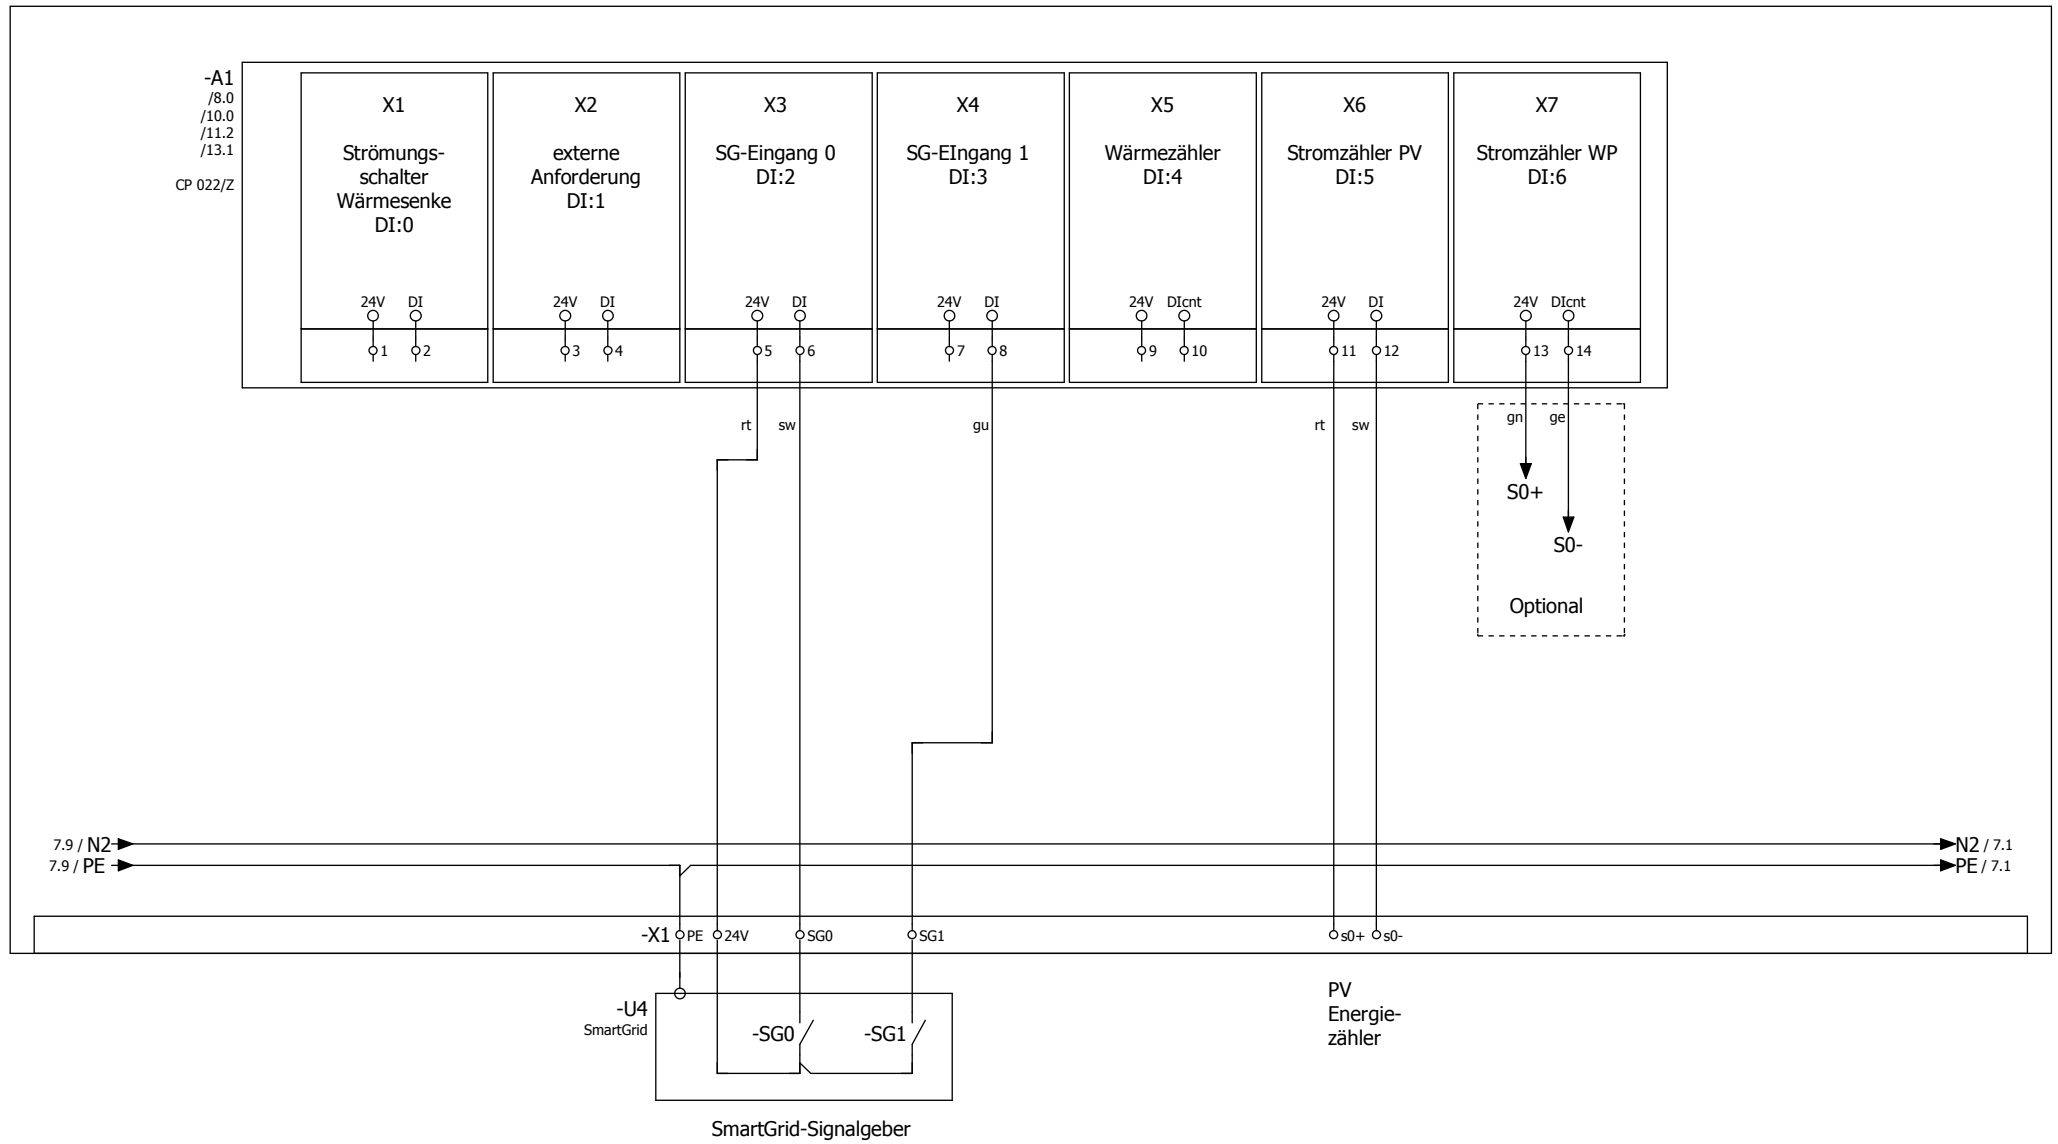 -A1
/8.0
/10.0
/11.2
/13.1
CP 022/Z
X1
Strömungs-
schalter
Wärmesenke
DI:0
24V DI
1 2
X2
externe
Anforderung
DI:1
24V DI
3 4
X3
SG-Eingang 0
DI:2
24V DI
5 6
X4
SG-EIngang 1
DI:3
24V DI
7 8
X5
Wärmezähler
DI:4
24V DIcnt
9 10
X6
Stromzähler PV
DI:5
24V DI
11 12
X7
Stromzähler WP
DI:6
24V DIcnt
13 14
rt sw gu rt sw gn ge
S0+
S0-
Optional
7.9 / N2
7.9 / PE
N2 / 7.1
PE / 7.1
-X1 PE 24V SG0 SG1 s0+ s0-
-U4
SmartGrid
-SG0 -SG1
SmartGrid-Signalgeber
PV
Energie-
zähler